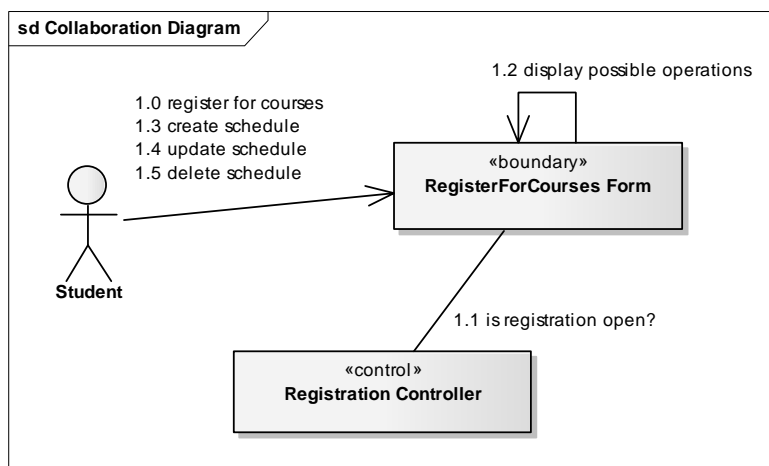 sd Collaboration Diagram
1.2 display possible operations
1.0 register for courses
1.3 create schedule
1.4 update schedule
1.5 delete schedule
«boundary»
RegisterForCourses Form
Student
1.1 is registration open?
«control»
Registration Controller